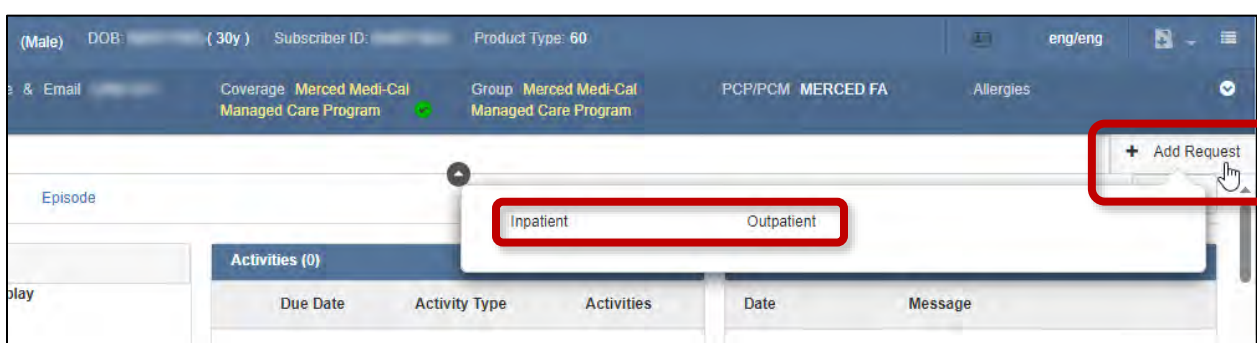 (Male) DOB: ( 30y ) Subscriber ID: Product Type: 60 eng/eng
& Email Coverage Merced Medi-Cal Managed Care Program Group Merced Medi-Cal Managed Care Program PCP/PCM MERCED FA Allergies
+ Add Request
Episode
Inpatient Outpatient
Activities (0)
play
Due Date Activity Type Activities Date Message